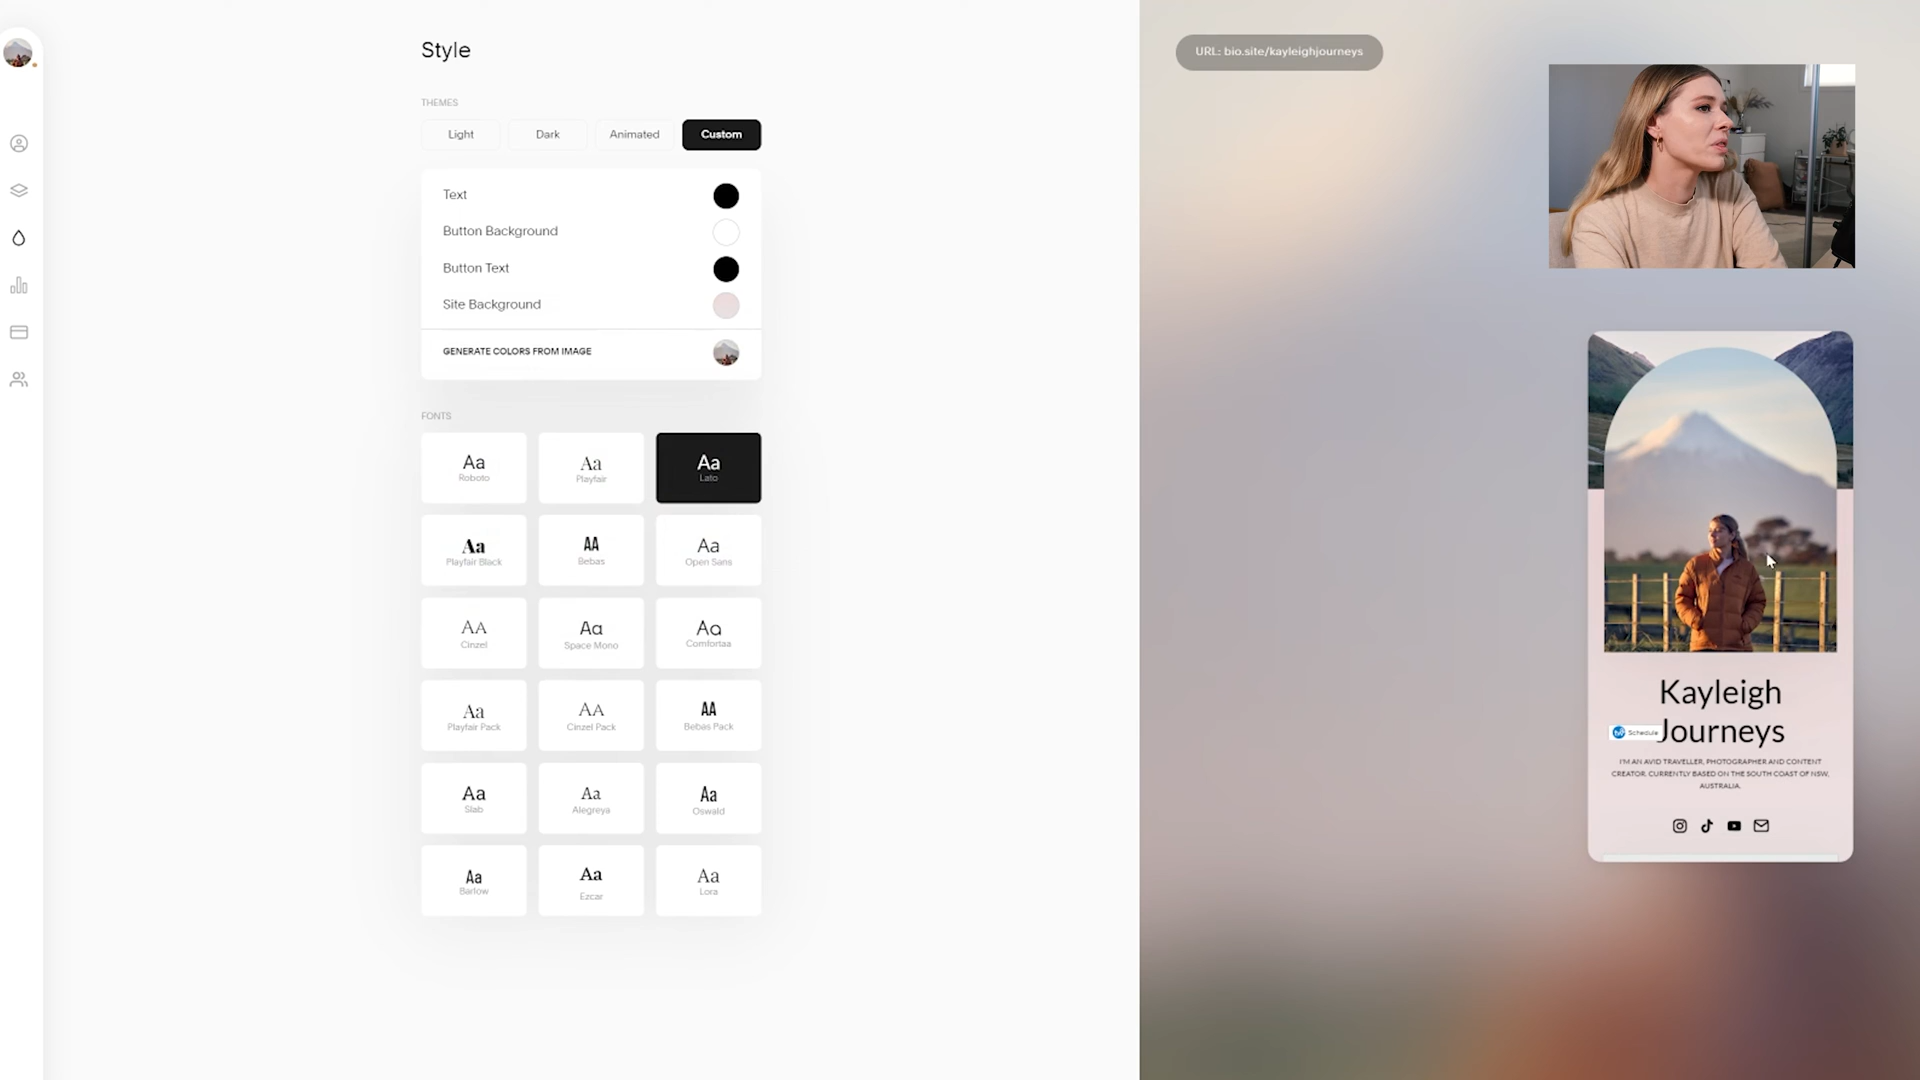 Style
THEMES
Light
Dark
Animated
Custom
Text
Button Background
Button Text
Site Background
GENERATE COLORS FROM IMAGE
FONTS
Aa
Roboto
Aa
Playfair
Aa
Lato
Aa
Playfair Black
AA
Bebas
Aa
Open Sans
AA
Cinzel
Aa
Space Mono
Aa
Comfortaa
Aa
Playfair Pack
AA
Cinzel Pack
AA
Bebas Pack
Aa
Slab
Aa
Alegreya
Aa
Oswald
Aa
Barlow
Aa
Ezcar
Aa
Lora
URL: bio.site/kayleighjourneys
Kayleigh
Journeys
Schedule
I'M AN AVID TRAVELLER, PHOTOGRAPHER AND CONTENT
CREATOR. CURRENTLY BASED ON THE SOUTH COAST OF NSW,
AUSTRALIA.